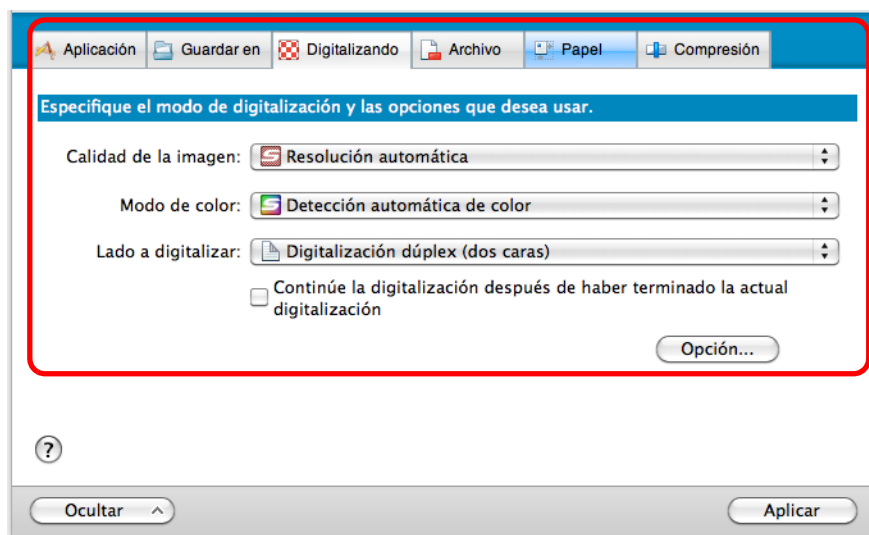 Aplicación Guardar en Digitalizando Archivo Papel Compresión
Especifique el modo de digitalización y las opciones que desea usar.
Calidad de la imagen: Resolución automática
Modo de color: Detección automática de color
Lado a digitalizar: Digitalización dúplex (dos caras)
Continúe la digitalización después de haber terminado la actual
digitalización
Opción...
?
Ocultar Aplicar